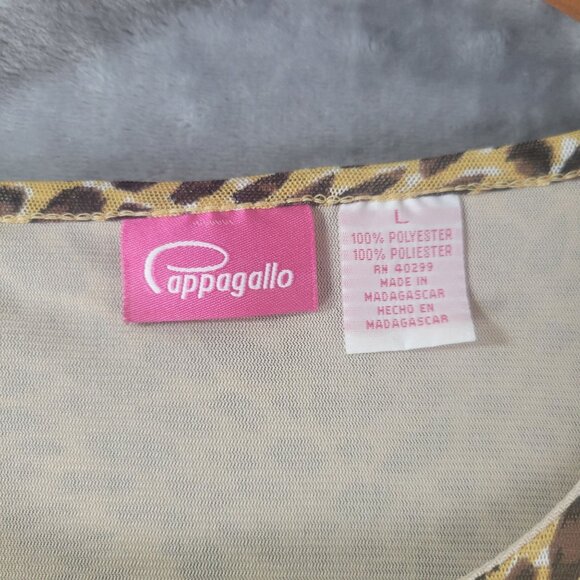 Pappagallo
L
100% POLYESTER
100% POLIESTER
RN 40299
MADE IN
MADAGASCAR
HECHO EN
MADAGASCAR